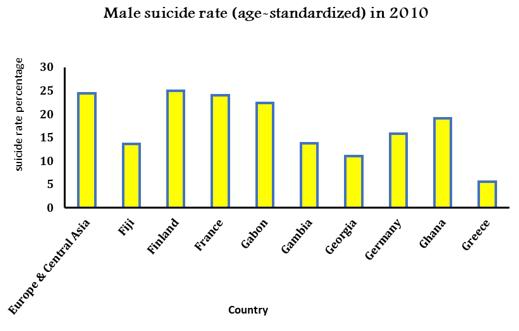 Male suicide rate (age-standardized) in 2010
suicide rate percentage
30
25
20
15
10
5
0
Europe & Central Asia
Fiji
Finland
France
Gabon
Gambia
Georgia
Germany
Ghana
Greece
Country